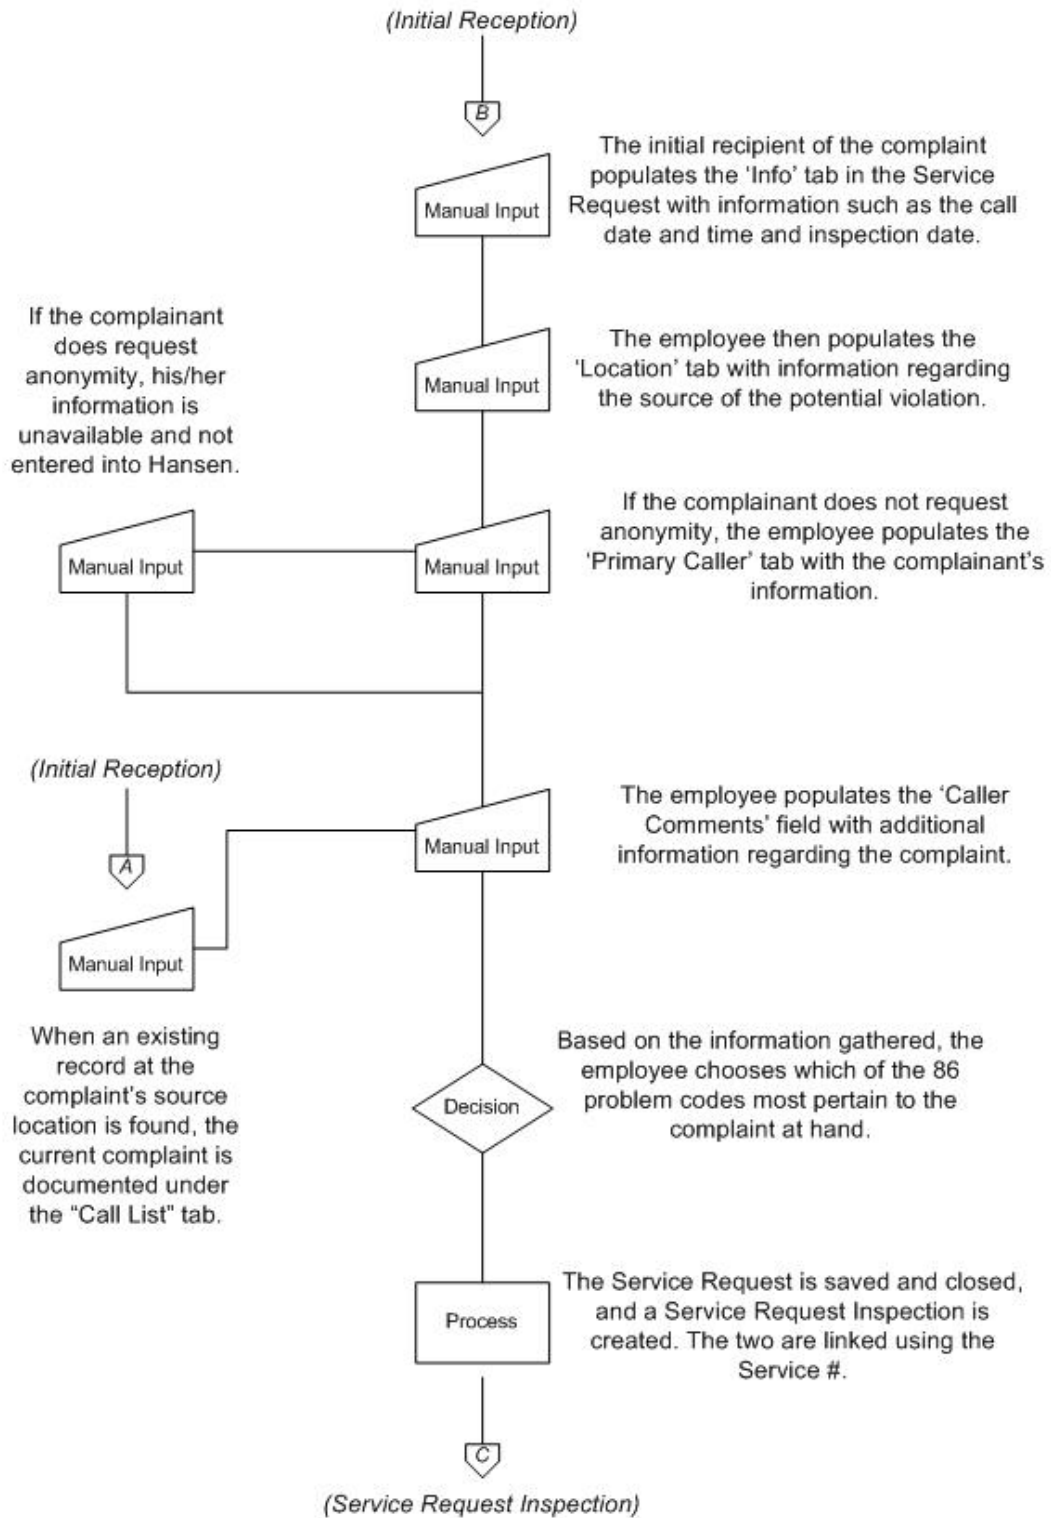 (Initial Reception)
B
Manual Input
The initial recipient of the complaint
populates the ‘Info’ tab in the Service
Request with information such as the call
date and time and inspection date.
If the complainant
does request
anonymity, his/her
information is
unavailable and not
entered into Hansen.
Manual Input
The employee then populates the
‘Location’ tab with information regarding
the source of the potential violation.
Manual Input
Manual Input
If the complainant does not request
anonymity, the employee populates the
‘Primary Caller’ tab with the complainant’s
information.
(Initial Reception)
A
Manual Input
Manual Input
The employee populates the ‘Caller
Comments’ field with additional
information regarding the complaint.
When an existing
record at the
complaint’s source
location is found, the
current complaint is
documented under
the “Call List” tab.
Decision
Based on the information gathered, the
employee chooses which of the 86
problem codes most pertain to the
complaint at hand.
Process
The Service Request is saved and closed,
and a Service Request Inspection is
created. The two are linked using the
Service #.
C
(Service Request Inspection)